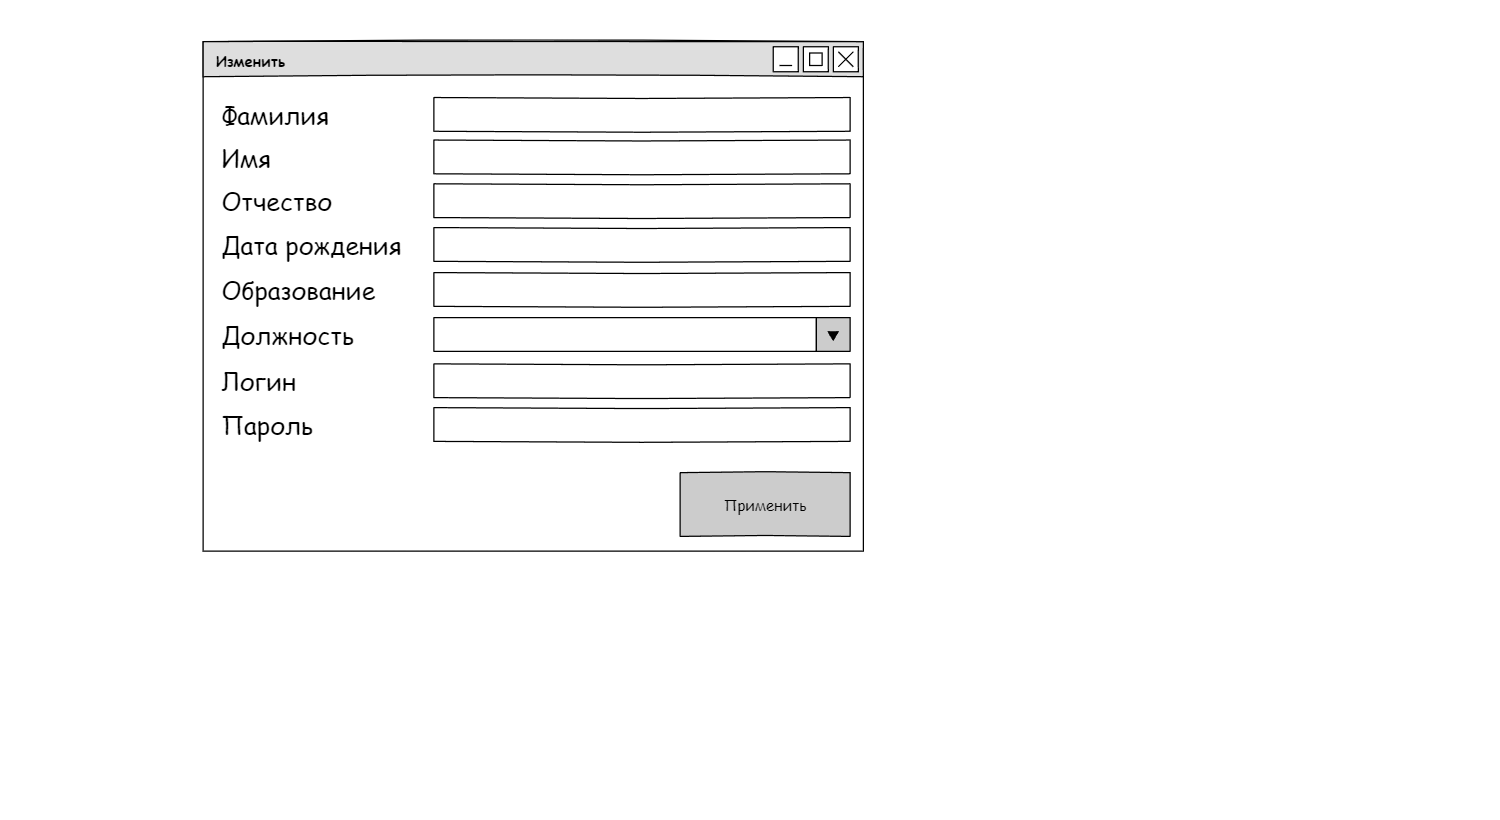 Изменить
Фамилия
Имя
Отчество
Дата рождения
Образование
Должность
Логин
Пароль
Применить